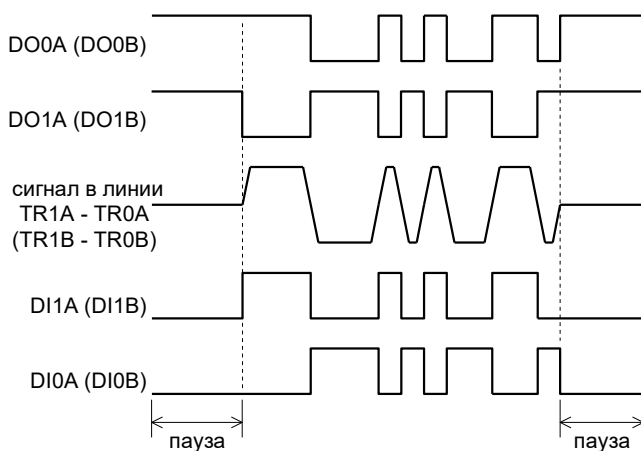 DO0A (DO0B)
DO1A (DO1B)
сигнал в линии
TR1A - TR0A
(TR1B - TR0B)
DI1A (DI1B)
DI0A (DI0B)
пауза
пауза